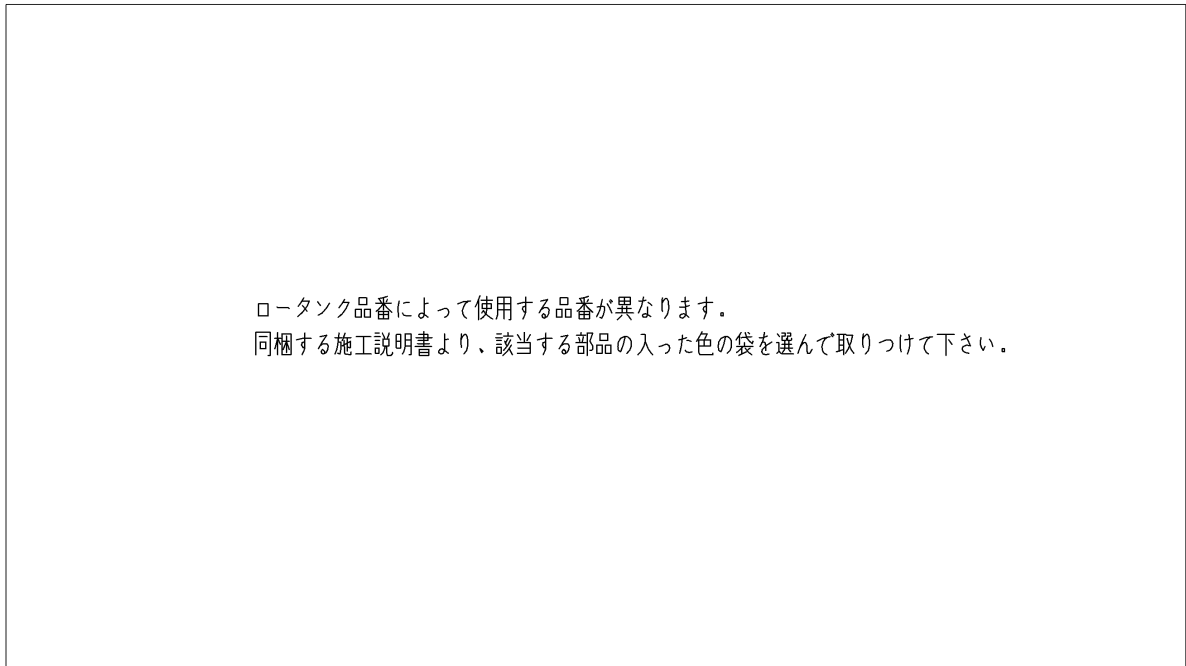 ロータンク品番によって使用する品番が異なります。
同梱する施工説明書より、該当する部品の入った色の袋を選んで取りつけて下さい。